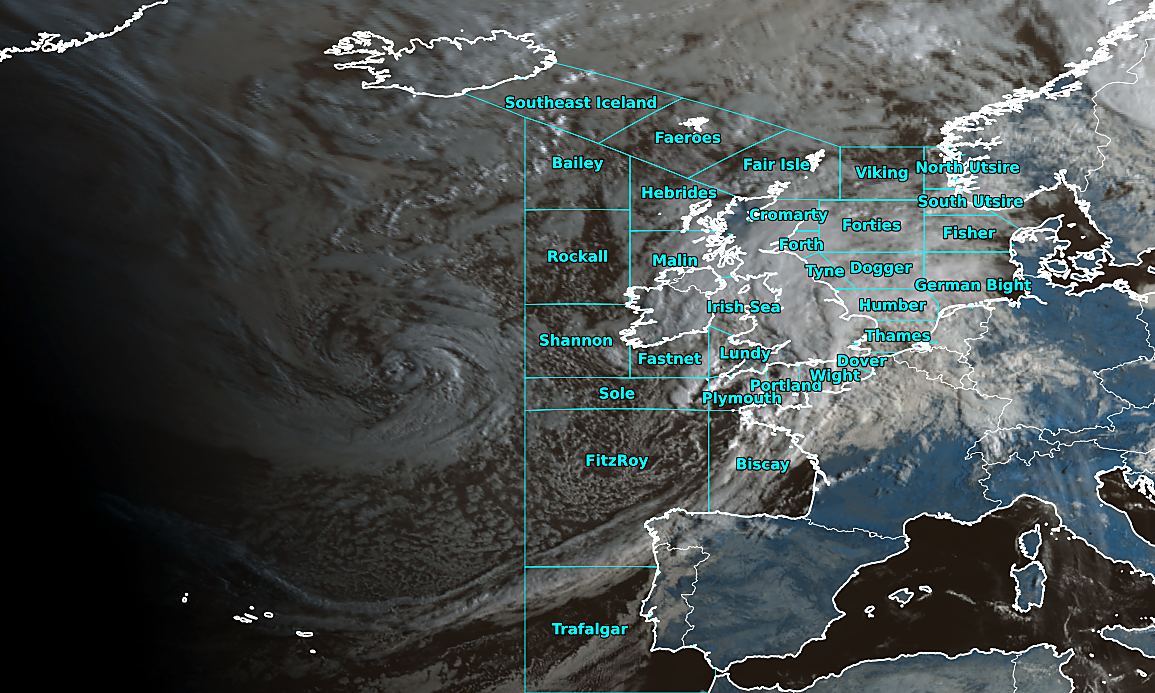 Southeast Iceland
Faeroes
Bailey
Fair Isle
Viking
North Utsire
Hebrides
South Utsire
Cromarty
Forties
Fisher
Forth
Rockall
Malin
Tyne
Dogger
German Bight
Irish Sea
Humber
Shannon
Thames
Fastnet
Lundy
Dover
Wight
Portland
Sole
Plymouth
FitzRoy
Biscay
Trafalgar